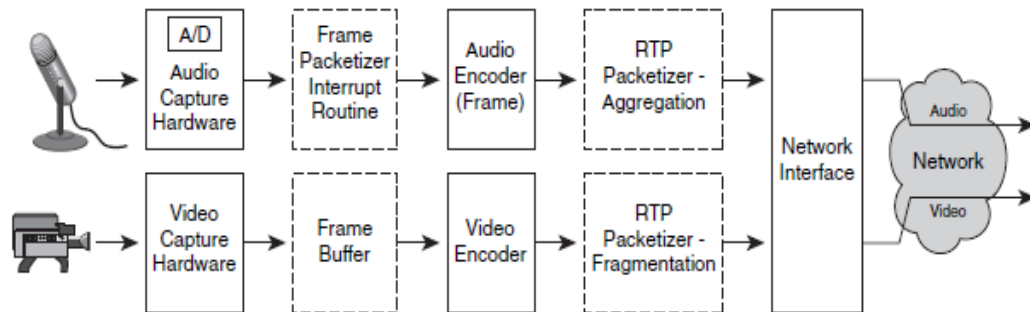 A/D
Audio
Capture
Hardware
Frame
Packetizer
Interrupt
Routine
Audio
Encoder
(Frame)
RTP
Packetizer -
Aggregation
Video
Capture
Hardware
Frame
Buffer
Video
Encoder
RTP
Packetizer -
Fragmentation
Network
Interface
Audio
Network
Video